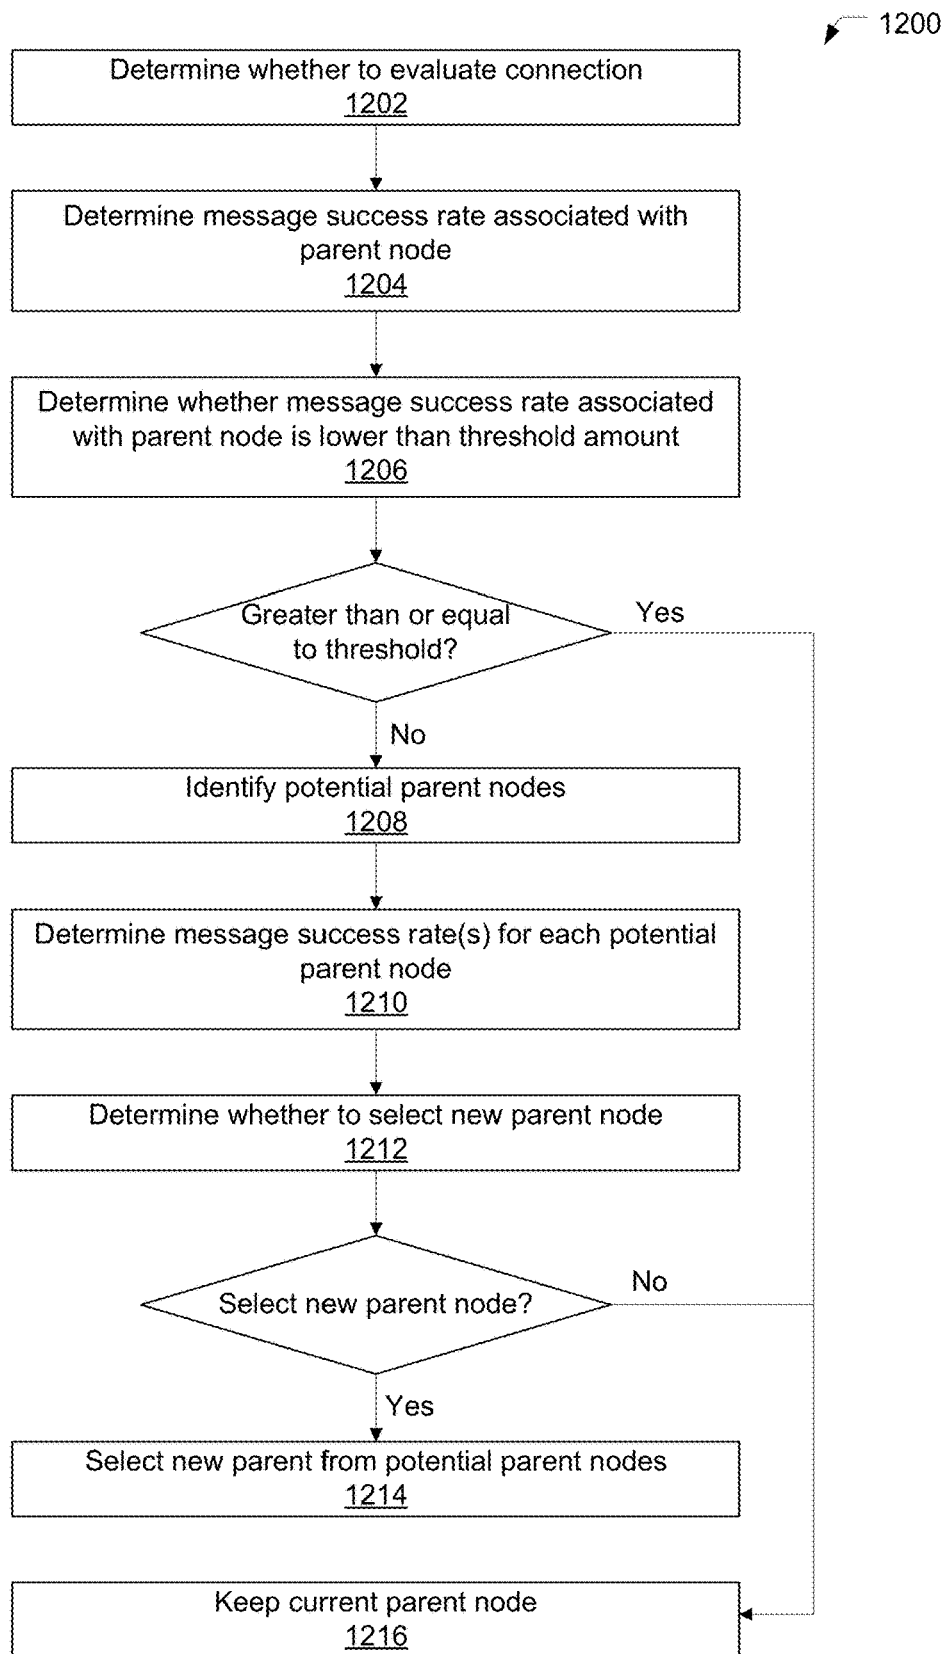 1200
Determine whether to evaluate connection
1202
Determine message success rate associated with
parent node
1204
Determine whether message success rate associated
with parent node is lower than threshold amount
1206
Greater than or equal
to threshold?
Yes
No
Identify potential parent nodes
1208
Determine message success rate(s) for each potential
parent node
1210
Determine whether to select new parent node
1212
Select new parent node?
No
Yes
Select new parent from potential parent nodes
1214
Keep current parent node
1216